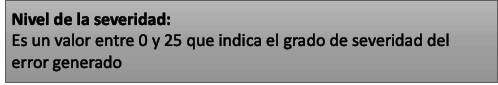 Nivel de la severidad:
Es un valor entre 0 y 25 que indica el grado de severidad del
error generado